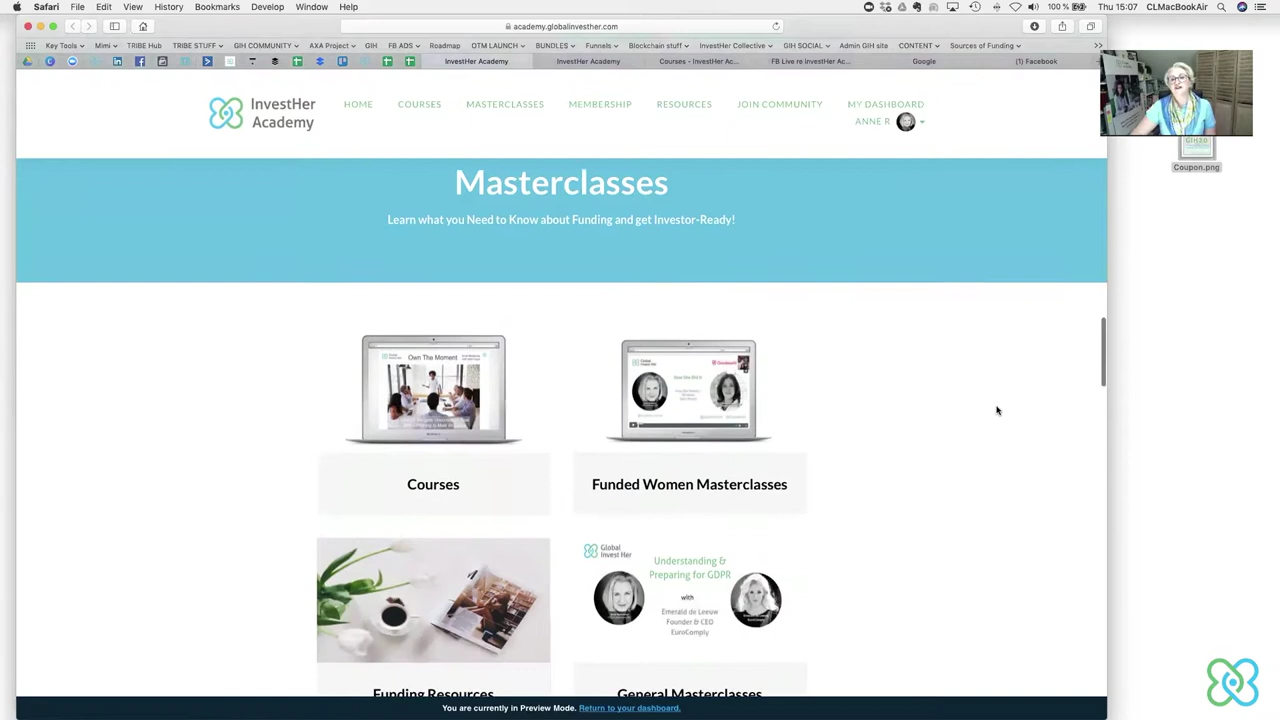 Safari File Edit View History Bookmarks Develop Window Help
100 % Thu 15:07 CLMacBookAir
academy.globalinvesther.com
Key Tools Mimi TRIBE Hub TRIBE STUFF GIH COMMUNITY AXA Project GIH FB ADS Roadmap OTM LAUNCH BUNDLES Funnels Blockchain stuff InvestHer Collective GIH SOCIAL Admin GIH site CONTENT Sources of Funding
InvestHer Academy InvestHer Academy Courses - InvestHer Ac... FB Live re InvestHer Ac... Google (1) Facebook
InvestHer
Academy
HOME COURSES MASTERCLASSES MEMBERSHIP RESOURCES JOIN COMMUNITY MY DASHBOARD
ANNE R
Coupon.png
Masterclasses
Learn what you Need to Know about Funding and get Investor-Ready!
Own The Moment
Courses
Funded Women Masterclasses
Global
Invest Her
Understanding &
Preparing for GDPR
with
Emerald de Leeuw
Founder & CEO
EuroComply
Funding Resources
General Masterclasses
You are currently in Preview Mode. Return to your dashboard.